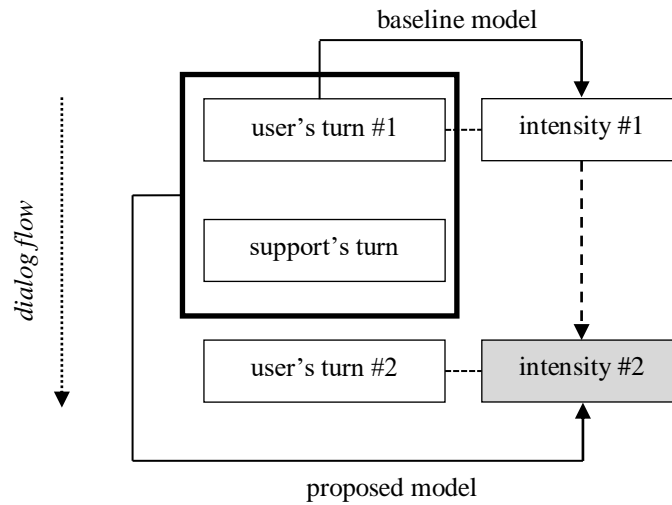 baseline model
user's turn #1
intensity #1
support's turn
dialog flow
user's turn #2
intensity #2
proposed model